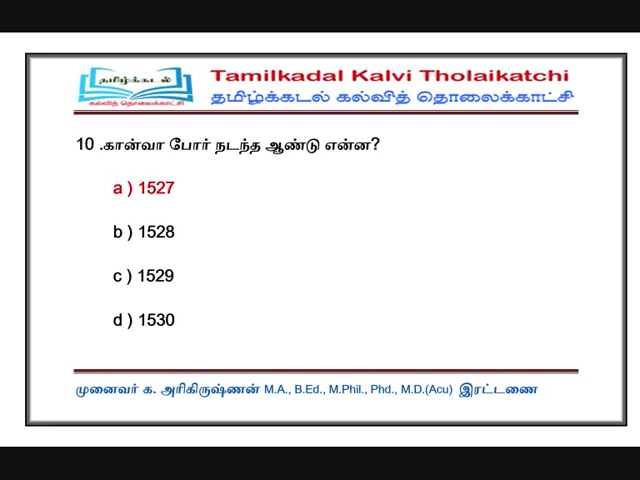 தமிழ்க்கடல்
கல்வித் தொலைக்காட்சி
Tamilkadal Kalvi Tholaikatchi
தமிழ்க்கடல் கல்வித் தொலைக்காட்சி
10 .கான்வா போர் நடந்த ஆண்டு என்ன?
a ) 1527
b ) 1528
c ) 1529
d ) 1530
முனைவர் க. அரிகிருஷ்ணன் M.A., B.Ed., M.Phil., Phd., M.D.(Acu) இரட்டணை